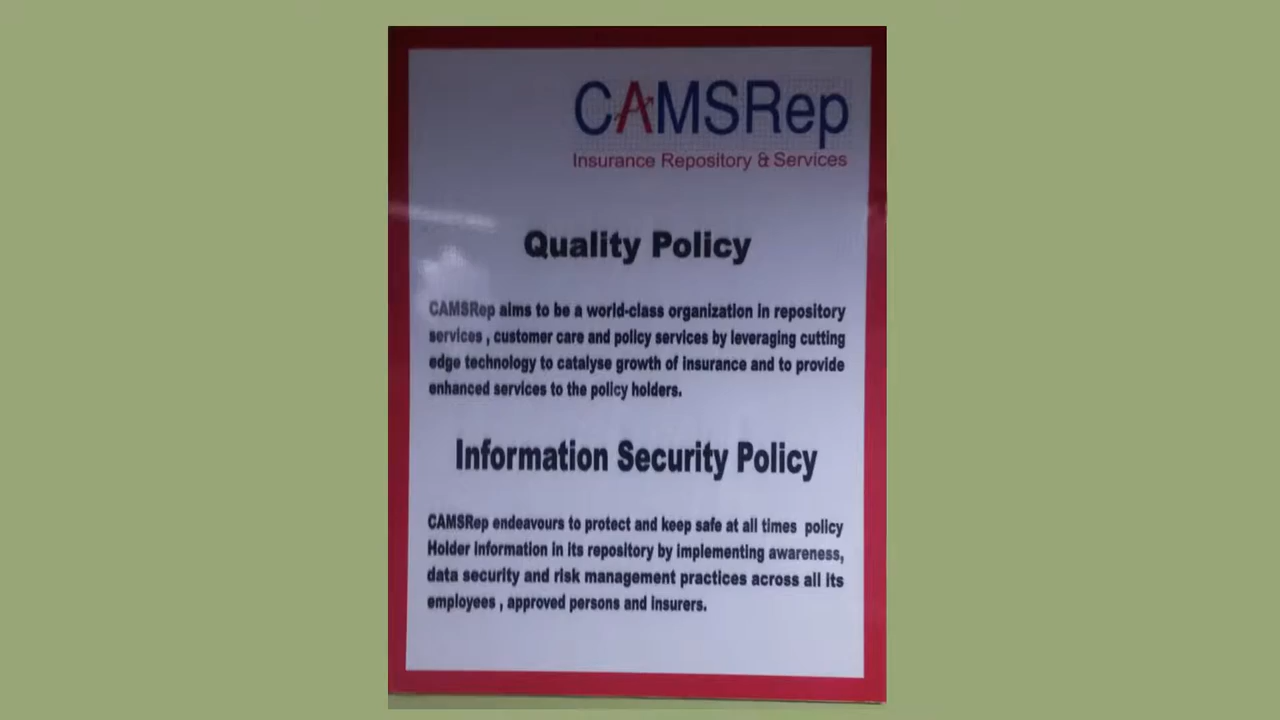 CAMSRep
Insurance Repository & Services
Quality Policy
CAMSRep aims to be a world-class organization in repository
services , customer care and policy services by leveraging cutting
edge technology to catalyse growth of insurance and to provide
enhanced services to the policy holders.
Information Security Policy
CAMSRep endeavours to protect and keep safe at all times policy
Holder information in its repository by implementing awareness,
data security and risk management practices across all its
employees , approved persons and insurers.